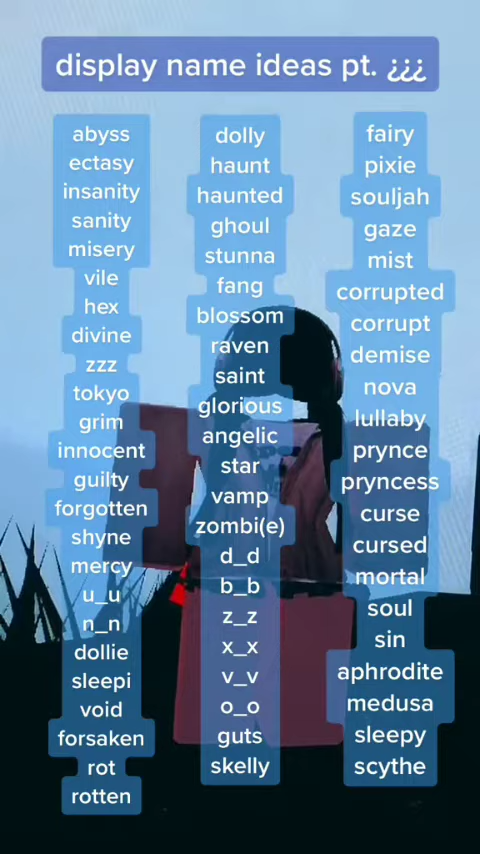 display name ideas pt. ¿¿¿
abyss
ectasy
insanity
sanity
misery
vile
hex
divine
zzz
tokyo
grim
innocent
guilty
forgotten
shyne
mercy
u_u
n_n
dollie
sleepi
void
forsaken
rot
rotten
dolly
haunt
haunted
ghoul
stunna
fang
blossom
raven
saint
glorious
angelic
star
vamp
zombi(e)
d_d
b_b
z_z
x_x
v_v
o_o
guts
skelly
fairy
pixie
souljah
gaze
mist
corrupted
corrupt
demise
nova
lullaby
prynce
pryncess
curse
cursed
mortal
soul
sin
aphrodite
medusa
sleepy
scythe